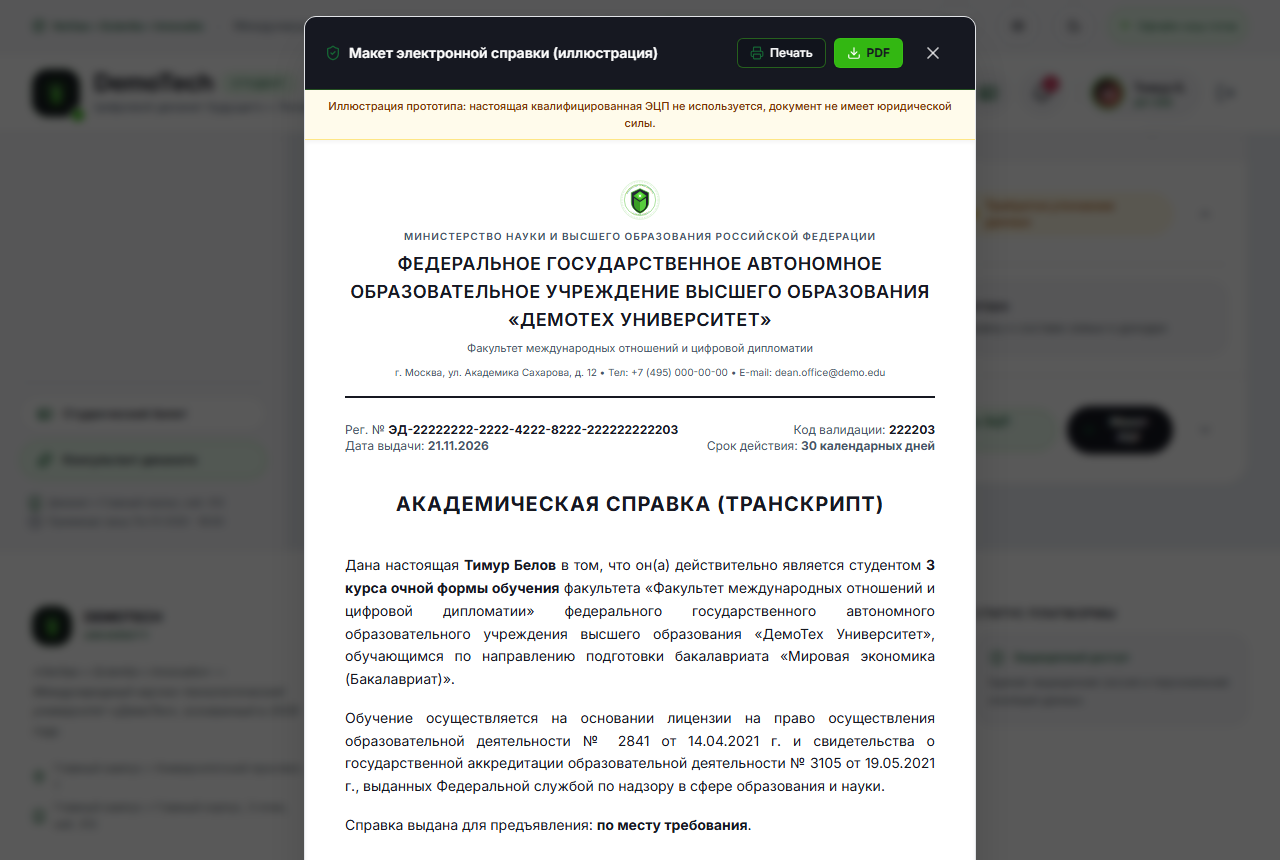 Макет электронной справки (иллюстрация)
Печать
PDF
Иллюстрация прототипа: настоящая квалифицированная ЭЦП не используется, документ не имеет юридической
силы.
МИНИСТЕРСТВО НАУКИ И ВЫСШЕГО ОБРАЗОВАНИЯ РОССИЙСКОЙ ФЕДЕРАЦИИ
ФЕДЕРАЛЬНОЕ ГОСУДАРСТВЕННОЕ АВТОНОМНОЕ
ОБРАЗОВАТЕЛЬНОЕ УЧРЕЖДЕНИЕ ВЫСШЕГО ОБРАЗОВАНИЯ
«ДЕМОТЕХ УНИВЕРСИТЕТ»
Факультет международных отношений и цифровой дипломатии
г. Москва, ул. Академика Сахарова, д. 12 • Тел: +7 (495) 000-00-00 • E-mail: dean.office@demo.edu
Рег. № ЭД-22222222-2222-4222-8222-222222222203
Код валидации: 222203
Дата выдачи: 21.11.2026
Срок действия: 30 календарных дней
АКАДЕМИЧЕСКАЯ СПРАВКА (ТРАНСКРИПТ)
Дана настоящая Тимур Белов в том, что он(а) действительно является студентом 3
курса очной формы обучения факультета «Факультет международных отношений и
цифровой дипломатии» федерального государственного автономного
образовательного учреждения высшего образования «ДемоТех Университет»,
обучающимся по направлению подготовки бакалавриата «Мировая экономика
(Бакалавриат)».
Обучение осуществляется на основании лицензии на право осуществления
образовательной деятельности № 2841 от 14.04.2021 г. и свидетельства о
государственной аккредитации образовательной деятельности № 3105 от 19.05.2021
г., выданных Федеральной службой по надзору в сфере образования и науки.
Справка выдана для предъявления: по месту требования.
DemoTech
DEMOTECH